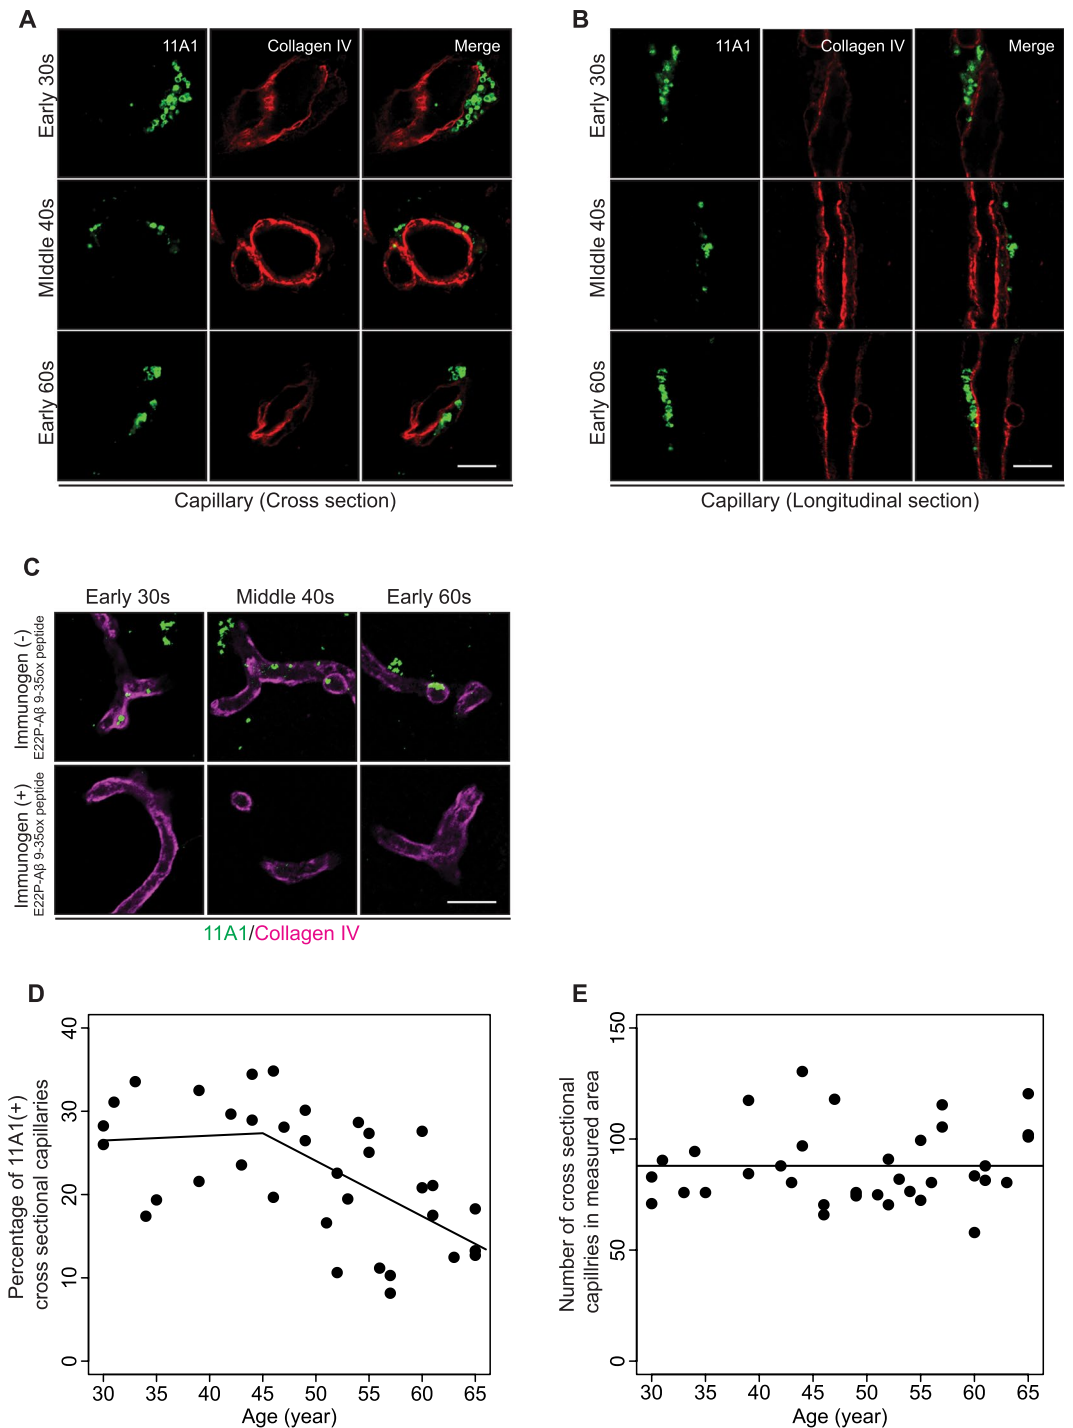 A
11A1
Collagen IV
Merge
Early 30s
MIddle 40s
Early 60s
Capillary (Cross section)
B
11A1
Collagen IV
Merge
Early 30s
MIddle 40s
Early 60s
Capillary (Longitudinal section)
C
Early 30s
Middle 40s
Early 60s
Immunogen (-)
E22P-Aβ 9-35ox peptide
Immunogen (+)
E22P-Aβ 9-35ox peptide
11A1/Collagen IV
D
Percentage of 11A1(+)
cross sectional capillaries
40
30
20
10
0
30 35 40 45 50 55 60 65
Age (year)
E
Number of cross sectional
capillries in measured area
150
100
50
0
30 35 40 45 50 55 60 65
Age (year)